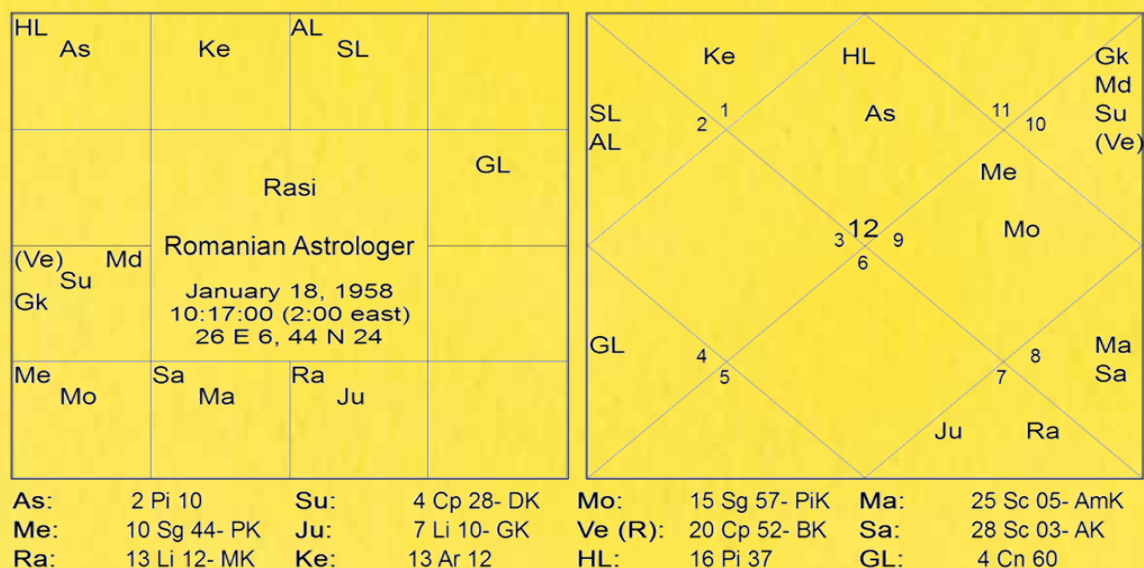 HL
As
Ke
AL
SL
GL
Rasi
Romanian Astrologer
January 18, 1958
10:17:00 (2:00 east)
26 E 6, 44 N 24
(Ve) Md
Su
Gk
Me
Mo
Sa
Ma
Ra
Ju
Ke
HL
Gk
Md
Su
(Ve)
SL
AL
1
2
As
11
10
Me
Mo
12
3
9
6
GL
4
5
8
7
Ma
Sa
Ju
Ra
As: 2 Pi 10 Su: 4 Cp 28- DK Mo: 15 Sg 57- PiK Ma: 25 Sc 05- AmK
Me: 10 Sg 44- PK Ju: 7 Li 10- GK Ve (R): 20 Cp 52- BK Sa: 28 Sc 03- AK
Ra: 13 Li 12- MK Ke: 13 Ar 12 HL: 16 Pi 37 GL: 4 Cn 60